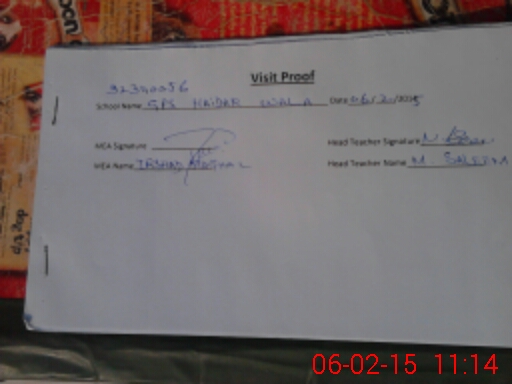 Visit Proof
32340056
School Name GPS HAIDAR WALA Date 06/2/2015
MEA Signature Head Teacher Signature
MEA Name IRSHAD Head Teacher Name M SALEEM
06-02-15 11:14